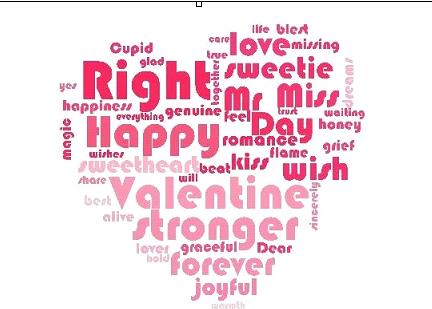 life blest
care love missing
Cupid true
glad sweetie
yes Right together dreams
happiness genuine Mr Miss
everything feel trust waiting
magic Happy Day honey
romance grief
wishes flame
sweetheart beat kiss wish
share will
Valentine sincerely
best
alive stronger
lover graceful Dear
hold forever
joyful
warmth